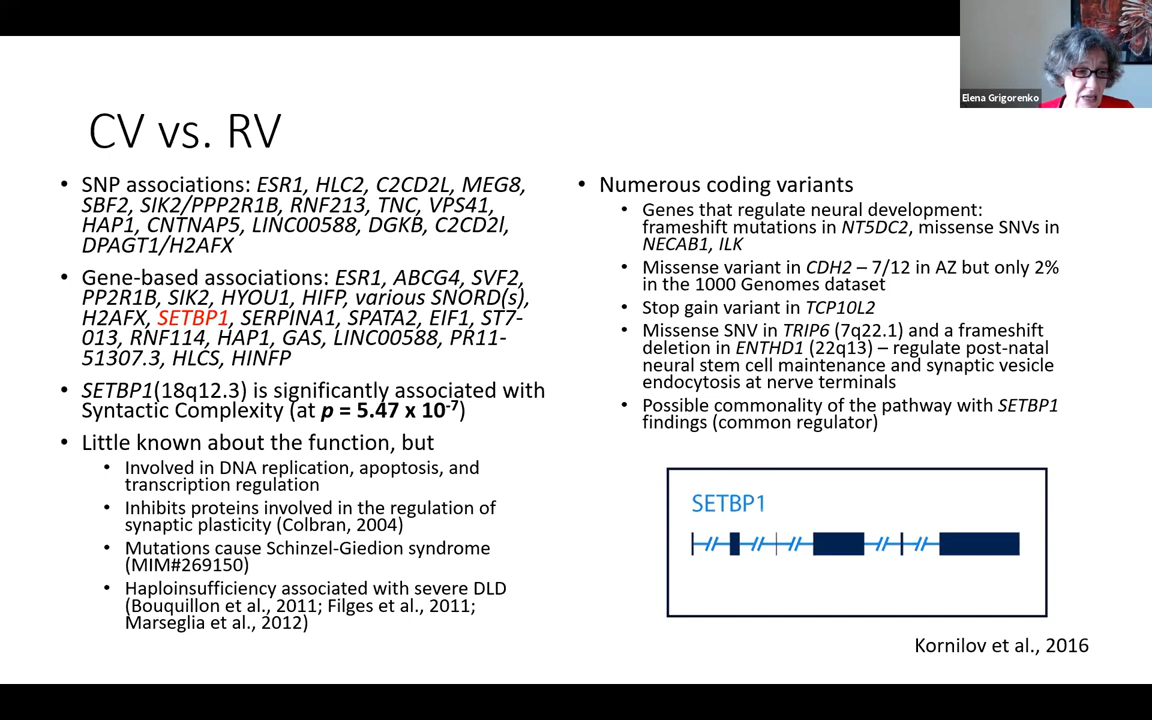 Elena Grigorenko
CV vs. RV
• SNP associations: ESR1, HLC2, C2CD2L, MEG8,
SBF2, SIK2/PPP2R1B, RNF213, TNC, VPS41,
HAP1, CNTNAP5, LINC00588, DGKB, C2CD2l,
DPAGT1/H2AFX
• Gene-based associations: ESR1, ABCG4, SVF2,
PP2R1B, SIK2, HYOU1, HIFP, various SNORD(s),
H2AFX, SETBP1, SERPINA1, SPATA2, EIF1, ST7-
013, RNF114, HAP1, GAS, LINC00588, PR11-
51307.3, HLCS, HINFP
• SETBP1(18q12.3) is significantly associated with
Syntactic Complexity (at p = 5.47 x 10-7)
• Little known about the function, but
• Involved in DNA replication, apoptosis, and
transcription regulation
• Inhibits proteins involved in the regulation of
synaptic plasticity (Colbran, 2004)
• Mutations cause Schinzel-Giedion syndrome
(MIM#269150)
• Haploinsufficiency associated with severe DLD
(Bouquillon et al., 2011; Filges et al., 2011;
Marseglia et al., 2012)
• Numerous coding variants
• Genes that regulate neural development:
frameshift mutations in NT5DC2, missense SNVs in
NECAB1, ILK
• Missense variant in CDH2 – 7/12 in AZ but only 2%
in the 1000 Genomes dataset
• Stop gain variant in TCP10L2
• Missense SNV in TRIP6 (7q22.1) and a frameshift
deletion in ENTHD1 (22q13) – regulate post-natal
neural stem cell maintenance and synaptic vesicle
endocytosis at nerve terminals
• Possible commonality of the pathway with SETBP1
findings (common regulator)
SETBP1
Kornilov et al., 2016